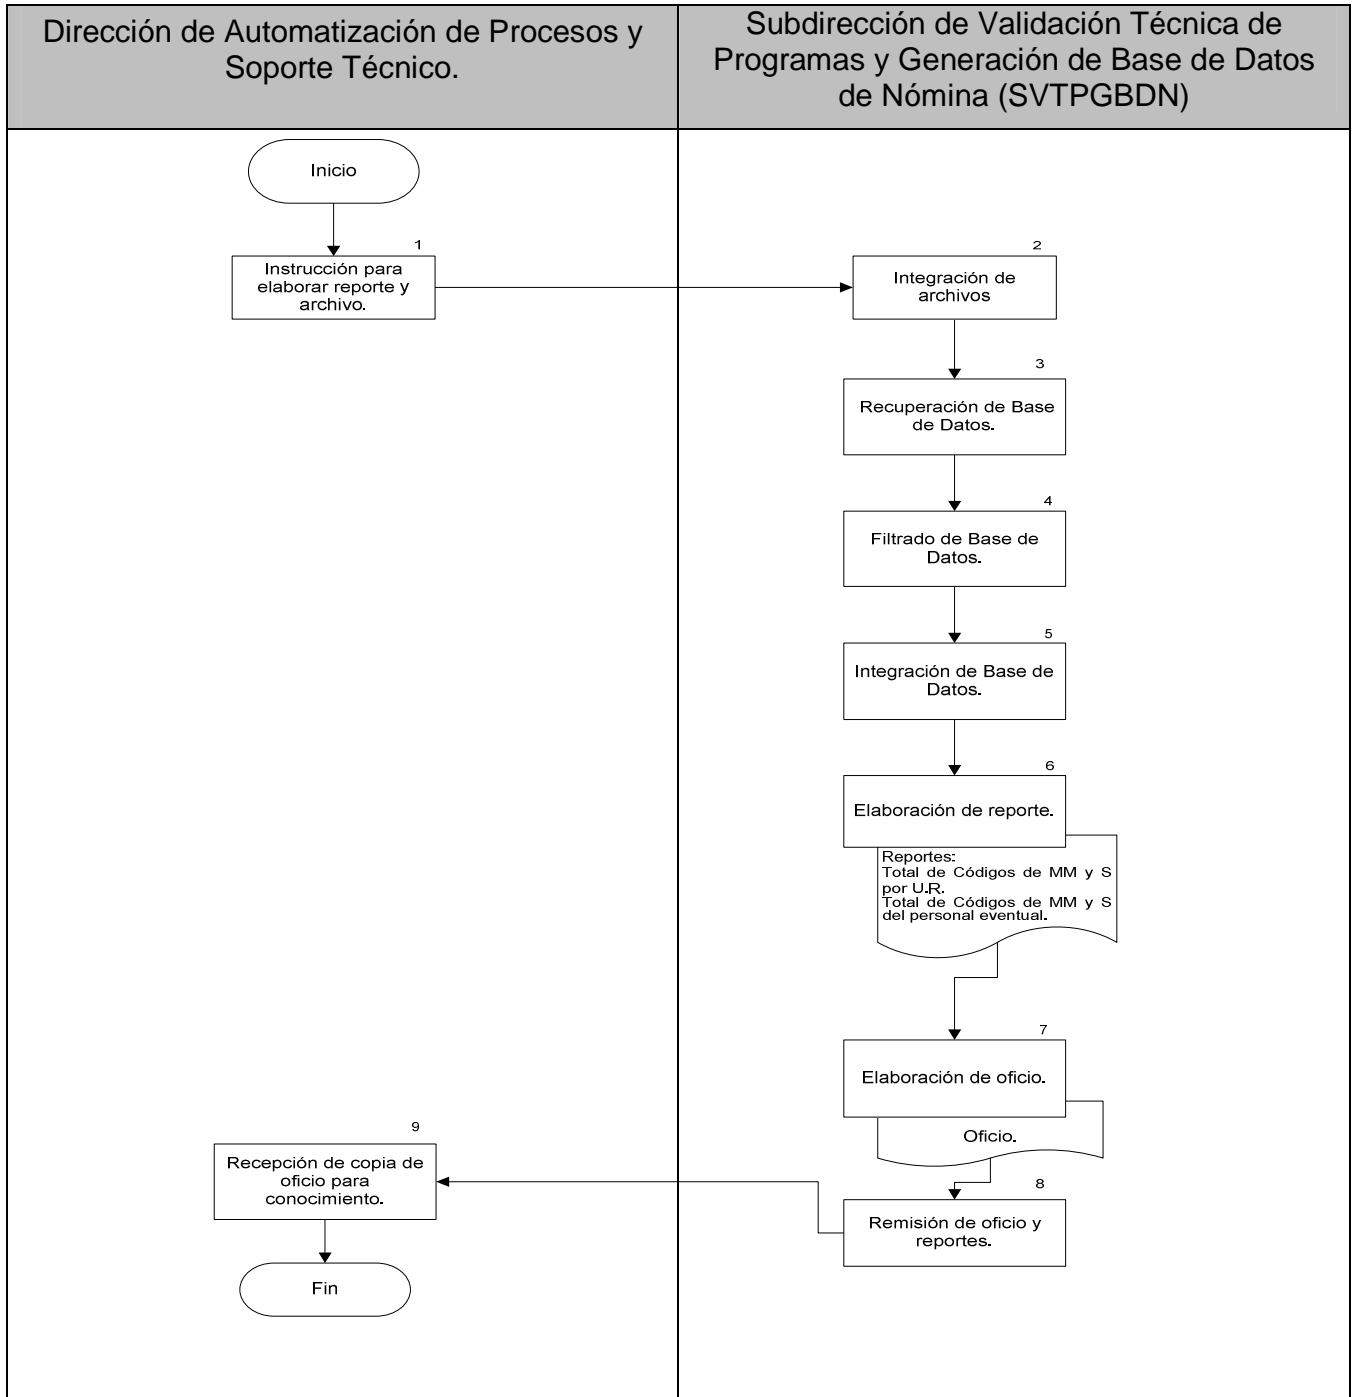 Dirección de Automatización de Procesos y
Soporte Técnico.
Subdirección de Validación Técnica de
Programas y Generación de Base de Datos
de Nómina (SVTPGBDN)
Inicio
1
Instrucción para
elaborar reporte y
archivo.
2
Integración de
archivos
3
Recuperación de Base
de Datos.
4
Filtrado de Base de
Datos.
5
Integración de Base de
Datos.
6
Elaboración de reporte.
Reportes:
Total de Códigos de MM y S
por U.R.
Total de Códigos de MM y S
del personal eventual.
7
Elaboración de oficio.
Oficio.
8
Remisión de oficio y
reportes.
9
Recepción de copia de
oficio para
conocimiento.
Fin